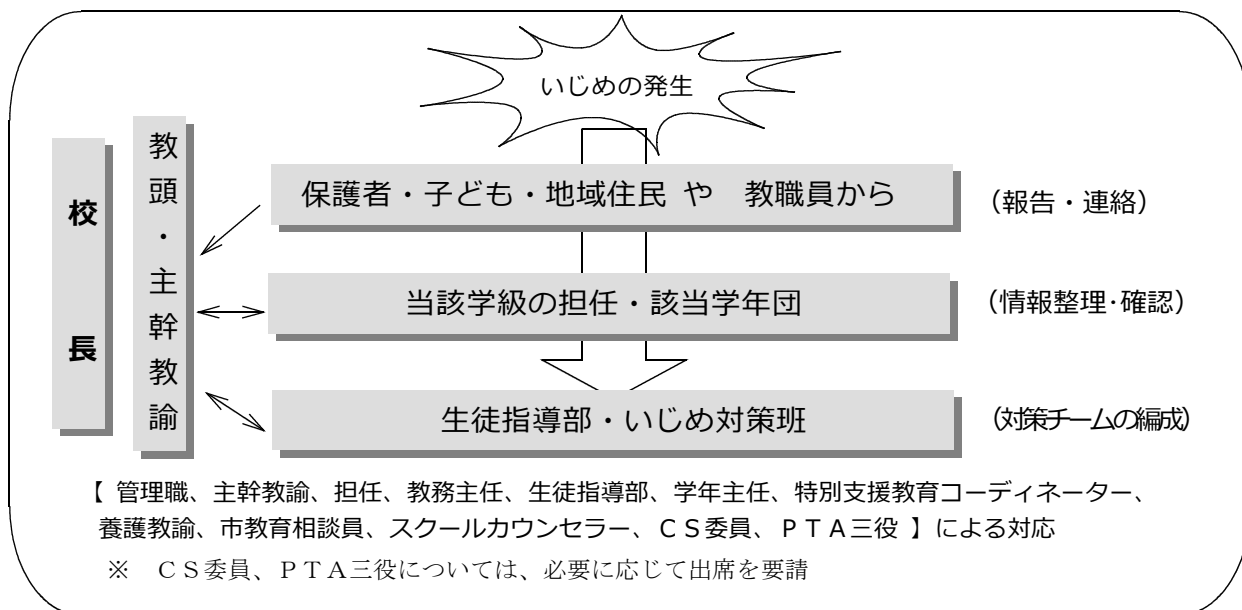 いじめの発生
校長
教頭・主幹教諭
保護者・子ども・地域住民 や 教職員から
(報告・連絡)
当該学級の担任・該当学年団
(情報整理・確認)
生徒指導部・いじめ対策班
(対策チームの編成)
【 管理職、主幹教諭、担任、教務主任、生徒指導部、学年主任、特別支援教育コーディネーター、
養護教諭、市教育相談員、スクールカウンセラー、CS委員、PTA三役 】による対応
※ CS委員、PTA三役については、必要に応じて出席を要請